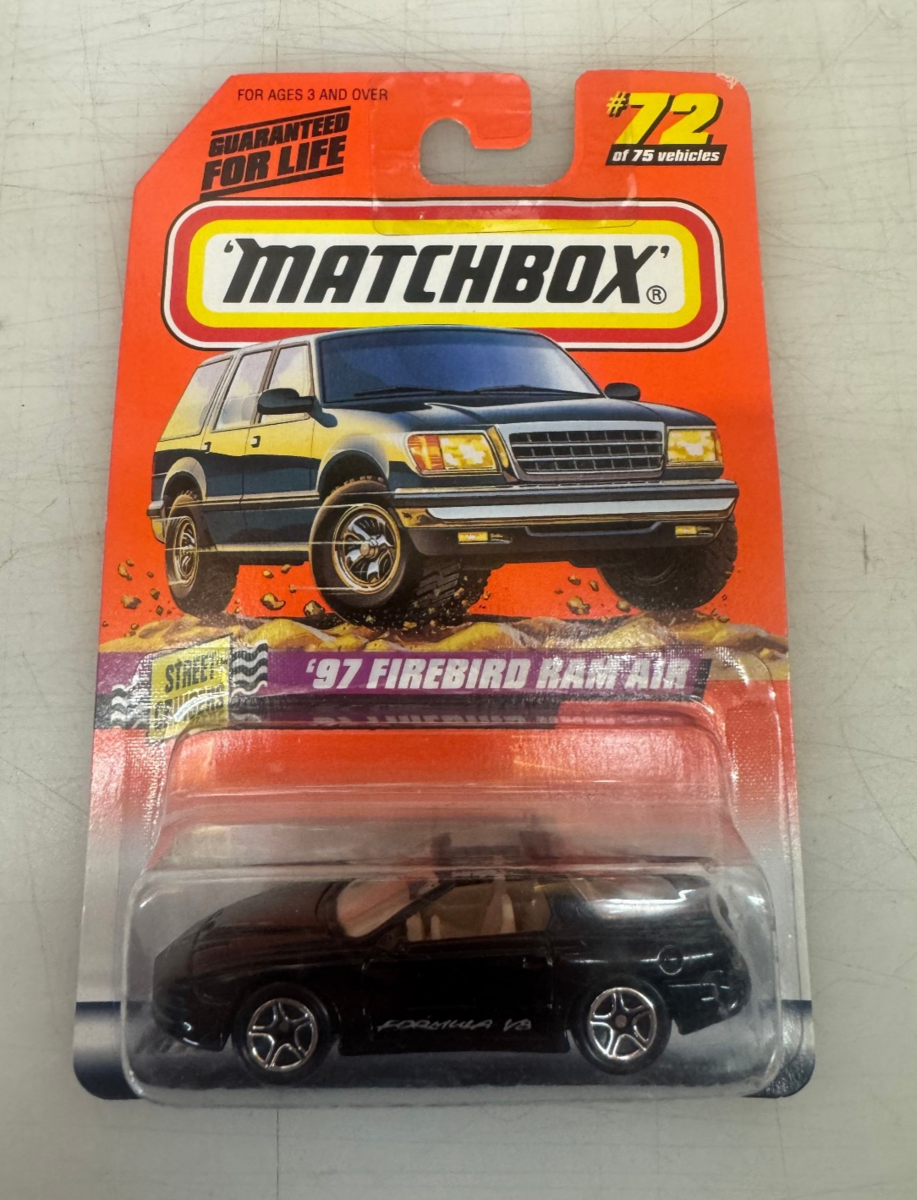 FOR AGES 3 AND OVER
GUARANTEED
FOR LIFE
#72
of 75 vehicles
'MATCHBOX'®
STREET
'97 FIREBIRD RAM AIR
FORMULA V8